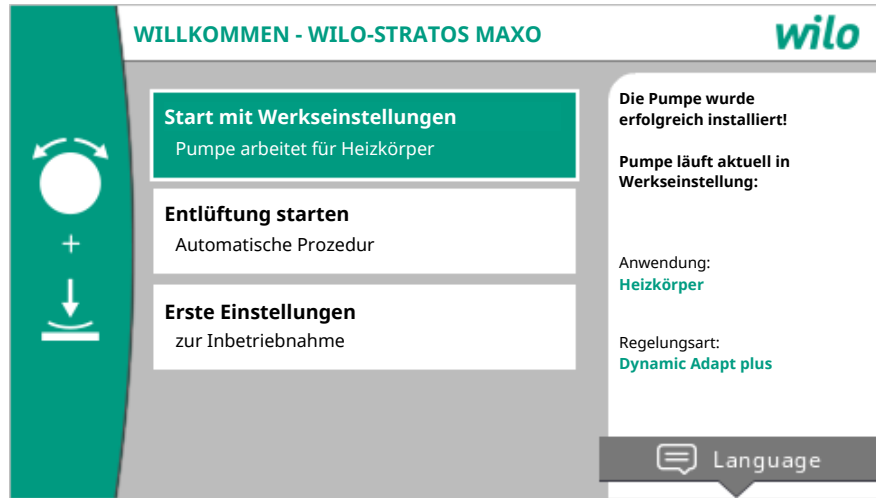 WILLKOMMEN - WILO-STRATOS MAXO
wilo
Start mit Werkseinstellungen
Pumpe arbeitet für Heizkörper
Entlüftung starten
Automatische Prozedur
Erste Einstellungen
zur Inbetriebnahme
Die Pumpe wurde
erfolgreich installiert!
Pumpe läuft aktuell in
Werkseinstellung:
Anwendung:
Heizkörper
Regelungsart:
Dynamic Adapt plus
Language